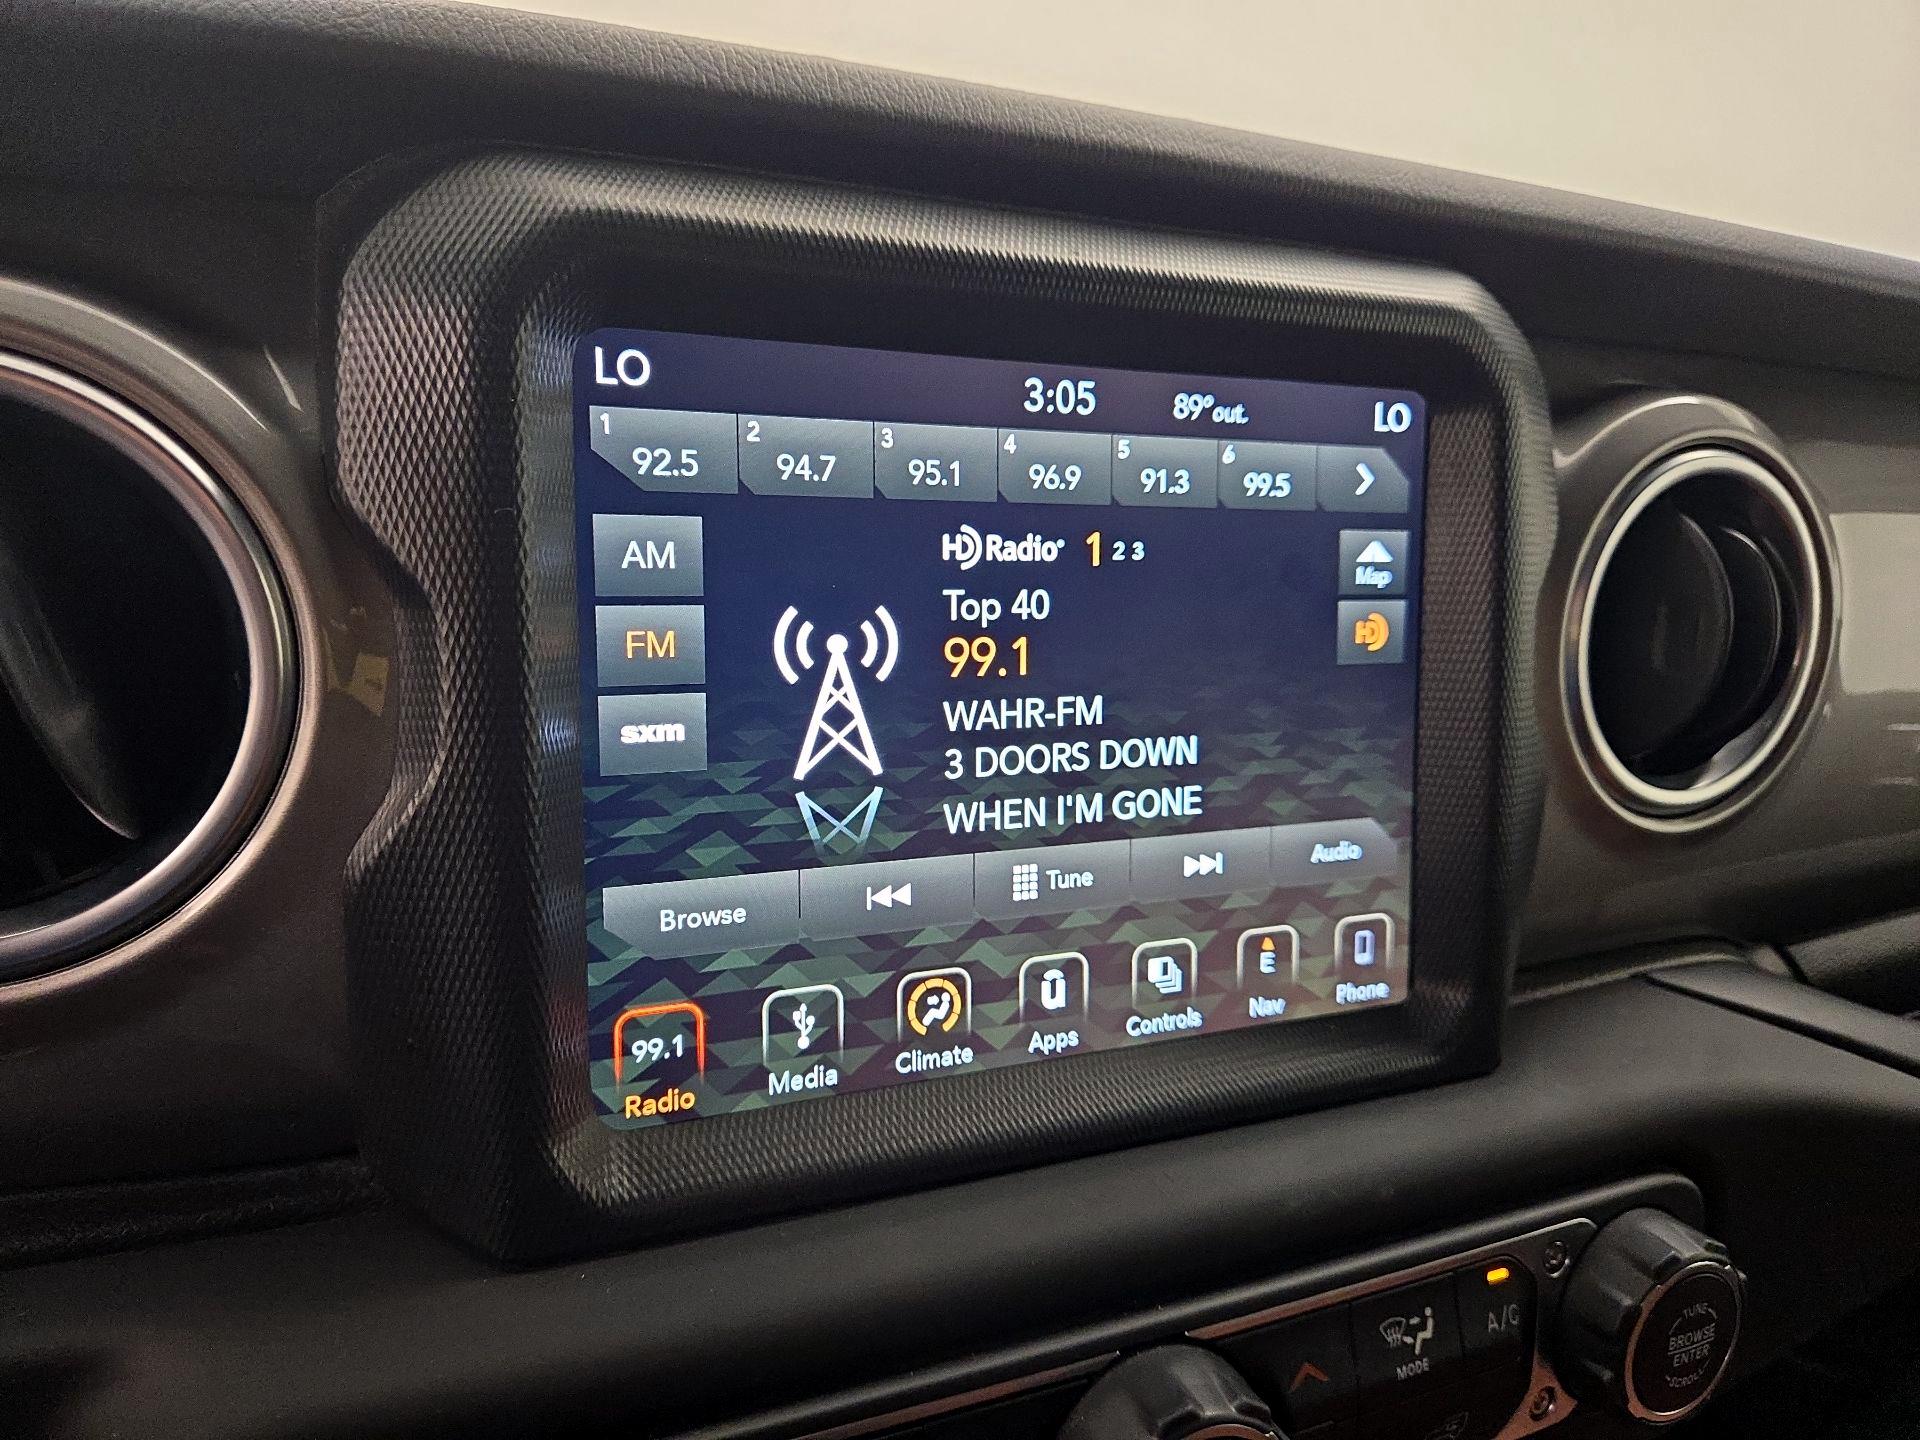 LO 3:05 89° out. LO
1 92.5 2 94.7 3 95.1 4 96.9 5 91.3 6 99.5
AM
HD Radio 1 2 3
Map
Top 40
FM
99.1
HD
WAHR-FM
sxm
3 DOORS DOWN
WHEN I'M GONE
Browse Tune Audio
99.1 E
Radio Media Climate Apps Controls Nav Phone
MODE
A/C
TUNE
BROWSE
ENTER
SCROLL